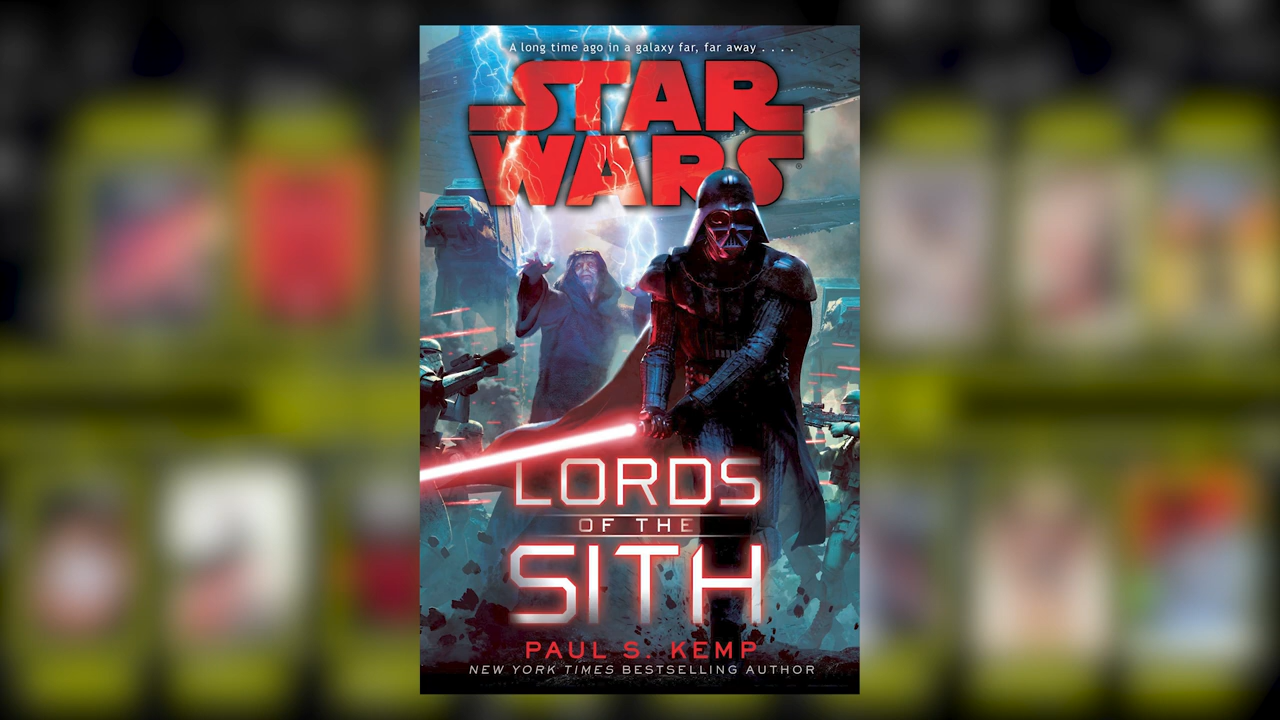 A long time ago in a galaxy far, far away . . . .
STAR
WARS®
LORDS
OF THE
SITH
PAUL S. KEMP
NEW YORK TIMES BESTSELLING AUTHOR